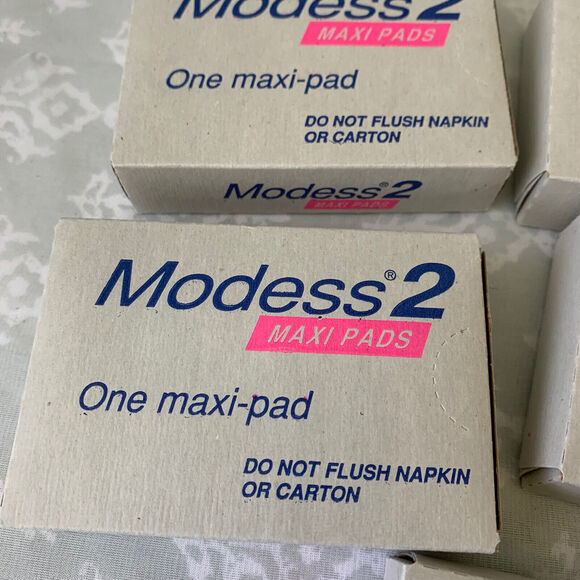 Modess 2
MAXI PADS
One maxi-pad
DO NOT FLUSH NAPKIN
OR CARTON
Modess® 2
MAXI PADS
Modess® 2
MAXI PADS
One maxi-pad
DO NOT FLUSH NAPKIN
OR CARTON